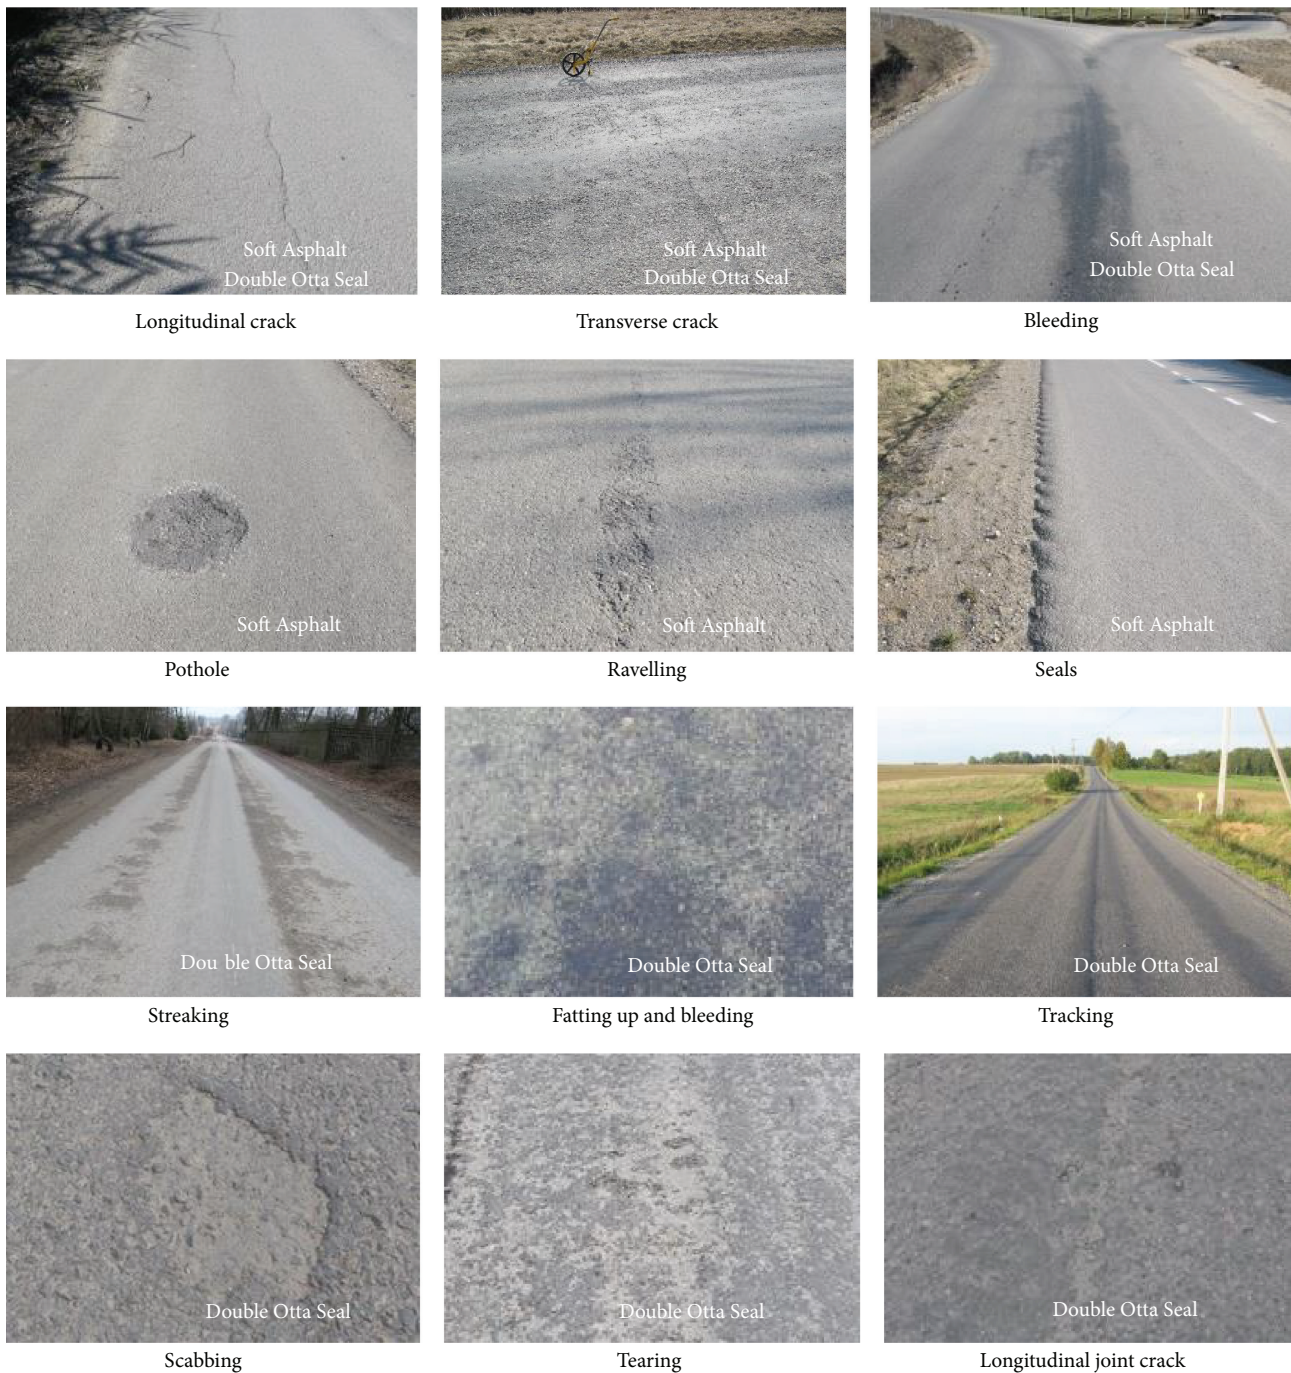 Soft Asphalt
Double Otta Seal
Longitudinal crack
Soft Asphalt
Double Otta Seal
Transverse crack
Soft Asphalt
Double Otta Seal
Bleeding
Soft Asphalt
Pothole
Soft Asphalt
Ravelling
Soft Asphalt
Seals
Dou ble Otta Seal
Streaking
Double Otta Seal
Fatting up and bleeding
Double Otta Seal
Tracking
Double Otta Seal
Scabbing
Double Otta Seal
Tearing
Double Otta Seal
Longitudinal joint crack